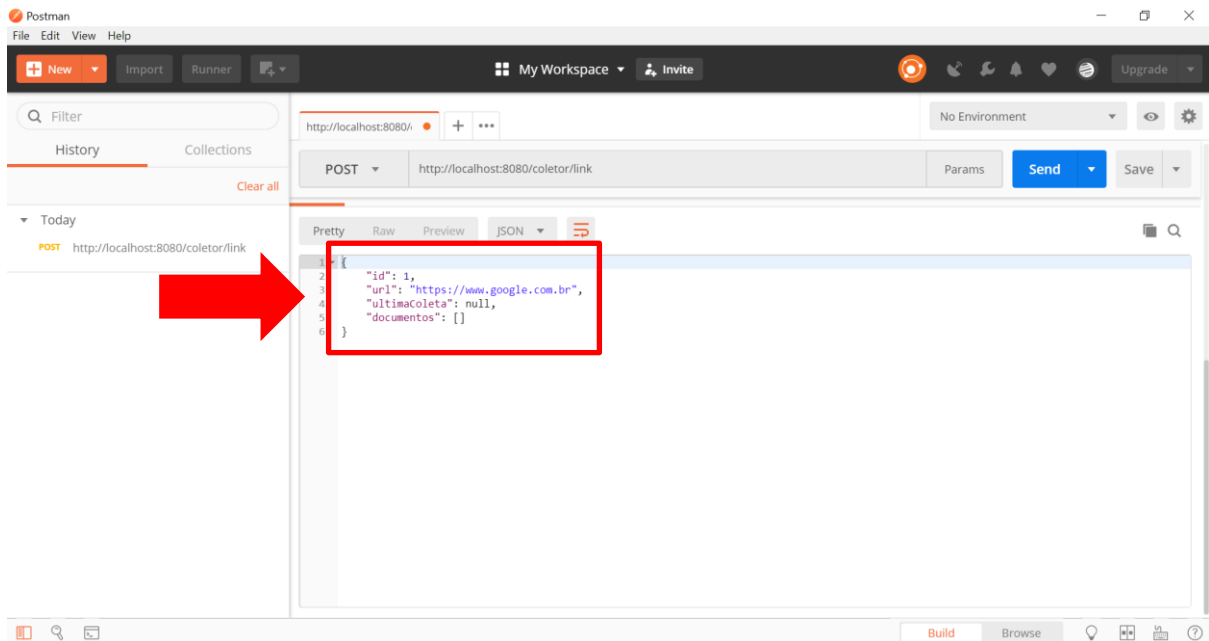 Postman
File Edit View Help
New Import Runner My Workspace Invite Upgrade
Filter
History Collections
Clear all
Today
POST http://localhost:8080/coletor/link
http://localhost:8080/
No Environment
POST http://localhost:8080/coletor/link Params Send Save
Pretty Raw Preview JSON
1 {
2 "id": 1,
3 "url": "https://www.google.com.br",
4 "ultimaColeta": null,
5 "documentos": []
6 }
Build Browse